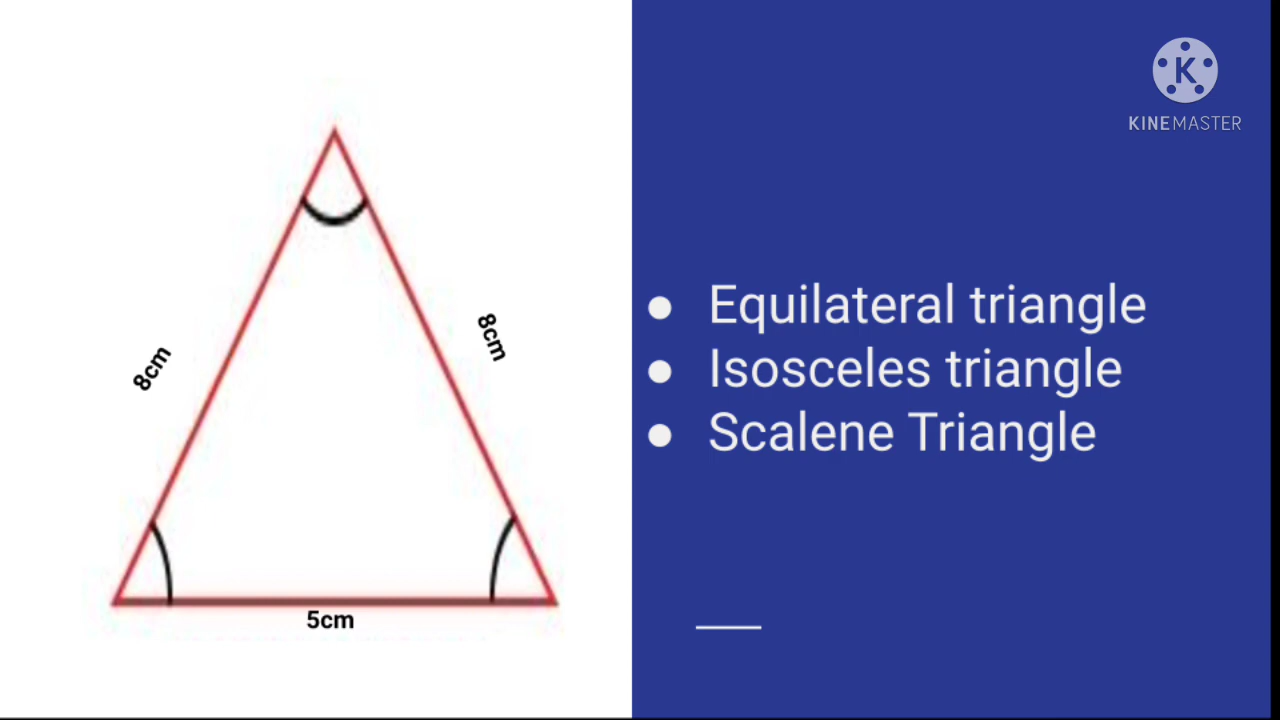 K
KINEMASTER
8cm
8cm
5cm
● Equilateral triangle
● Isosceles triangle
● Scalene Triangle